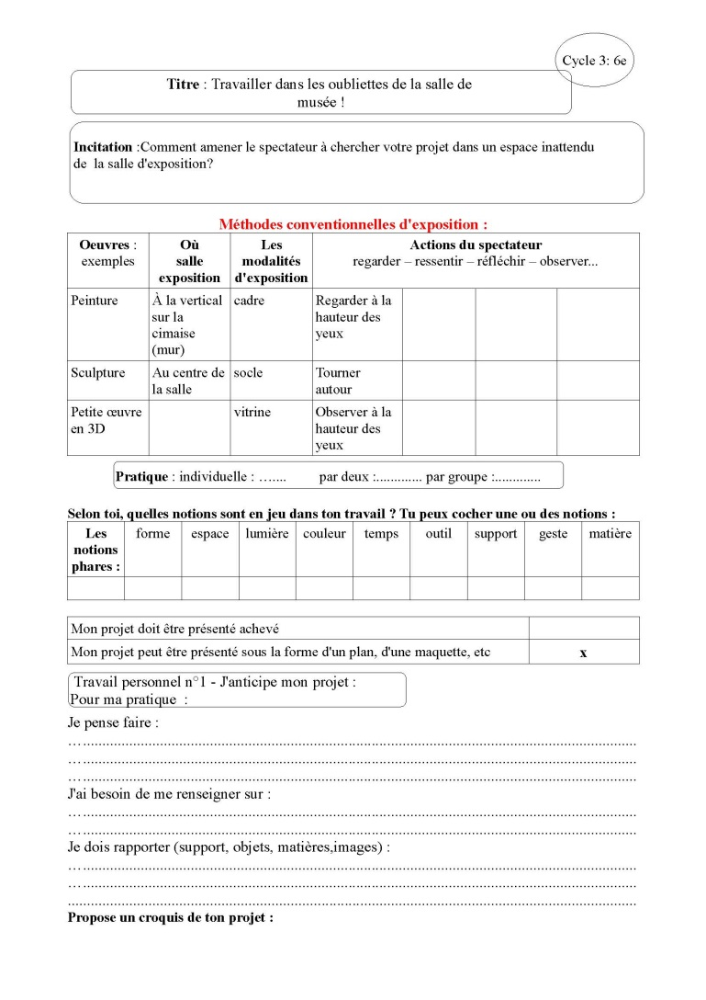 Cycle 3: 6e
Titre : Travailler dans les oubliettes de la salle de
musée !
Incitation :Comment amener le spectateur à chercher votre projet dans un espace inattendu
de la salle d'exposition?
Méthodes conventionnelles d'exposition :
Oeuvres :
exemples
Où
salle
exposition
Les
modalités
d'exposition
Actions du spectateur
regarder – ressentir – réfléchir – observer...
Peinture
À la vertical
sur la
cimaise
(mur)
cadre
Regarder à la
hauteur des
yeux
Sculpture
Au centre de
la salle
socle
Tourner
autour
Petite œuvre
en 3D
vitrine
Observer à la
hauteur des
yeux
Pratique : individuelle : …....    par deux :............. par groupe :.............
Selon toi, quelles notions sont en jeu dans ton travail ? Tu peux cocher une ou des notions :
Les
notions
phares :
forme
espace
lumière
couleur
temps
outil
support
geste
matière
Mon projet doit être présenté achevé
Mon projet peut être présenté sous la forme d'un plan, d'une maquette, etc
x
Travail personnel n°1 - J'anticipe mon projet :
Pour ma pratique :
Je pense faire :
…...................................................................................................................................
…...................................................................................................................................
…...................................................................................................................................
J'ai besoin de me renseigner sur :
…...................................................................................................................................
…...................................................................................................................................
Je dois rapporter (support, objets, matières,images) :
…...................................................................................................................................
…...................................................................................................................................
......................................................................................................................................
Propose un croquis de ton projet :